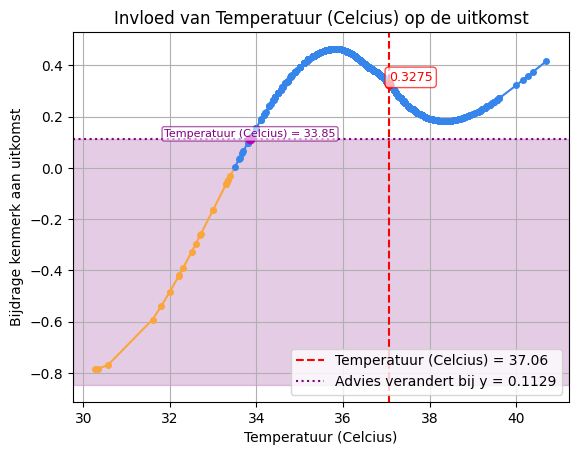 Invloed van Temperatuur (Celcius) op de uitkomst
Bijdrage kenmerk aan uitkomst
0.4
0.2
0.0
−0.2
−0.4
−0.6
−0.8
0.3275
Temperatuur (Celcius) = 33.85
Temperatuur (Celcius) = 37.06
Advies verandert bij y = 0.1129
30 32 34 36 38 40
Temperatuur (Celcius)